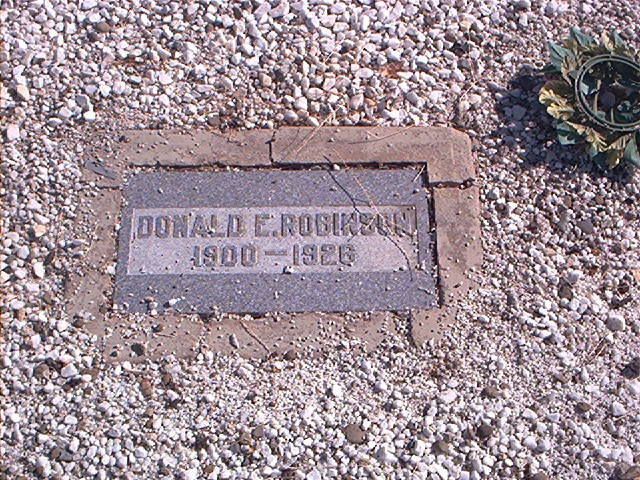 DONALD E. ROBINSON
1900 — 1926